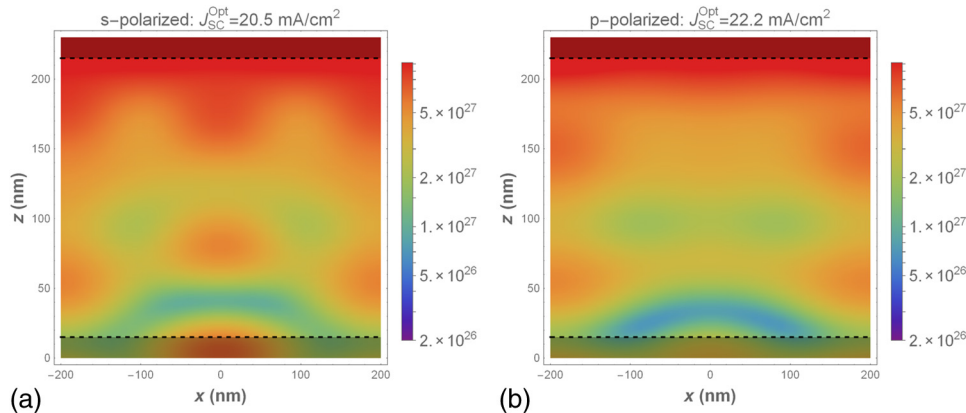 s-polarized: J_SC^Opt=20.5 mA/cm²
200
150
100
50
0
z (nm)
−200 −100 0 100 200
x (nm)
5.×10²⁷
2.×10²⁷
1.×10²⁷
5.×10²⁶
2.×10²⁶
(a)
p-polarized: J_SC^Opt=22.2 mA/cm²
200
150
100
50
0
z (nm)
−200 −100 0 100 200
x (nm)
5.×10²⁷
2.×10²⁷
1.×10²⁷
5.×10²⁶
2.×10²⁶
(b)